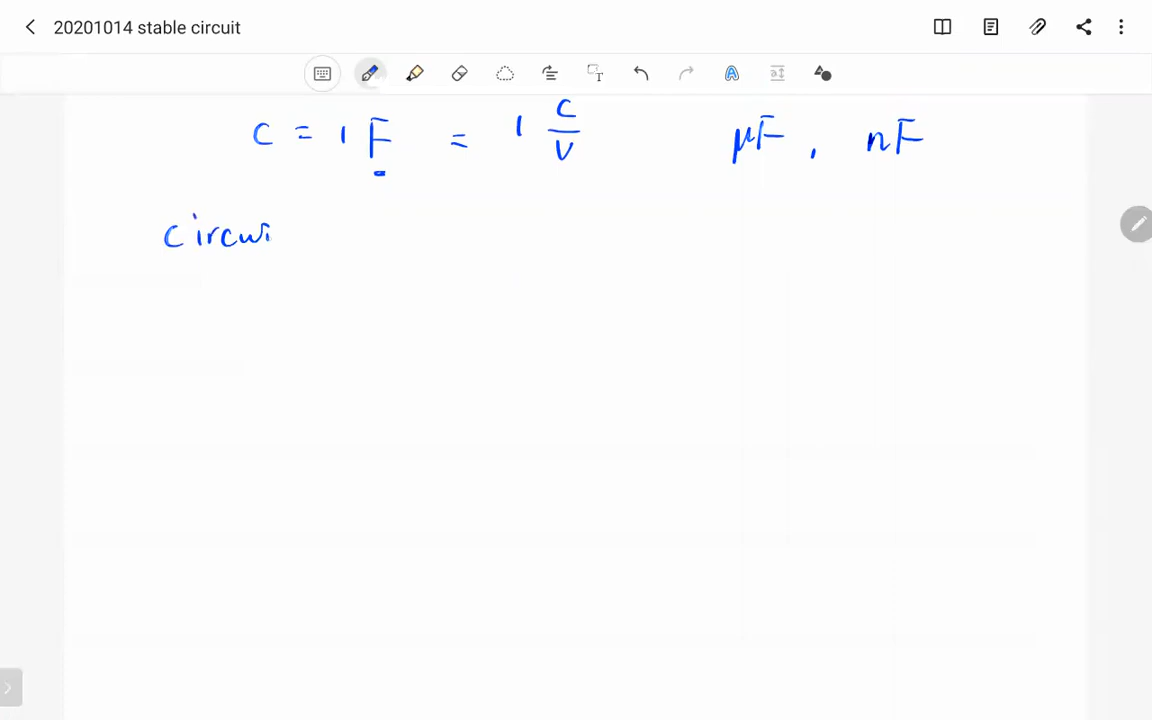 20201014 stable circuit
C = 1 F = 1 C/V μF, nF
circui